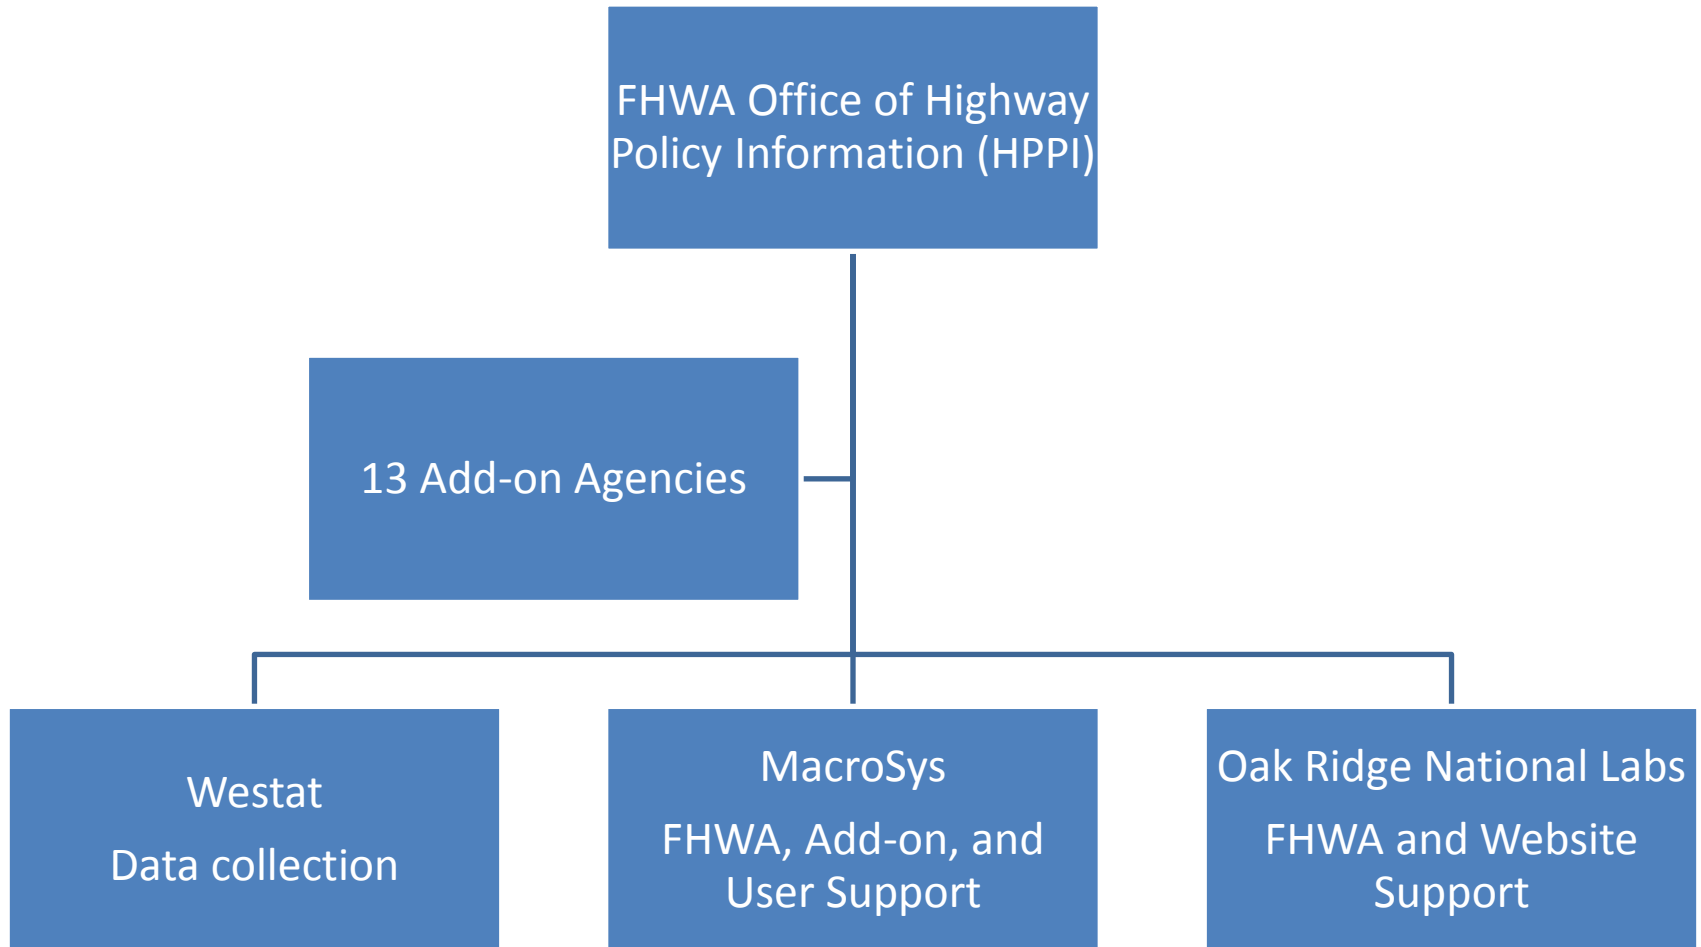 FHWA Office of Highway
Policy Information (HPPI)
13 Add-on Agencies
Westat
Data collection
MacroSys
FHWA, Add-on, and
User Support
Oak Ridge National Labs
FHWA and Website
Support